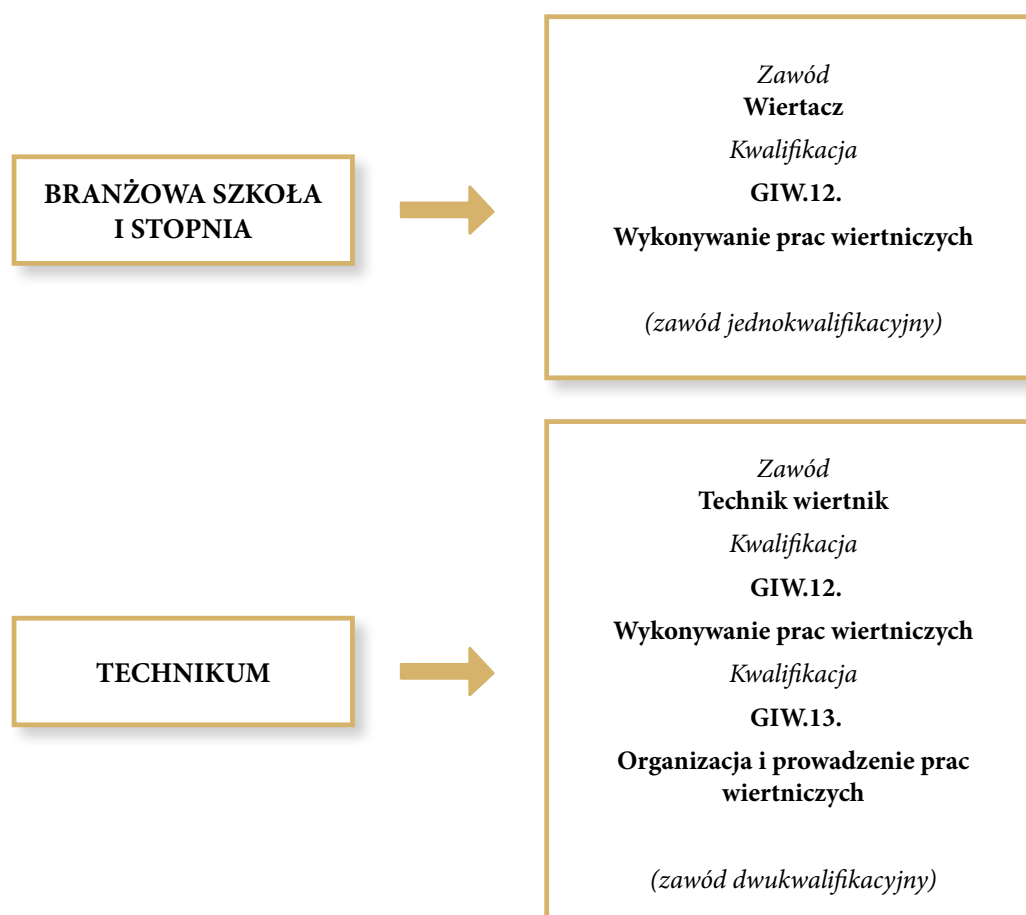 BRANŻOWA SZKOŁA
I STOPNIA
Zawód
Wiertacz
Kwalifikacja
GIW.12.
Wykonywanie prac wiertniczych
(zawód jednokwalifikacyjny)
TECHNIKUM
Zawód
Technik wiertnik
Kwalifikacja
GIW.12.
Wykonywanie prac wiertniczych
Kwalifikacja
GIW.13.
Organizacja i prowadzenie prac
wiertniczych
(zawód dwukwalifikacyjny)